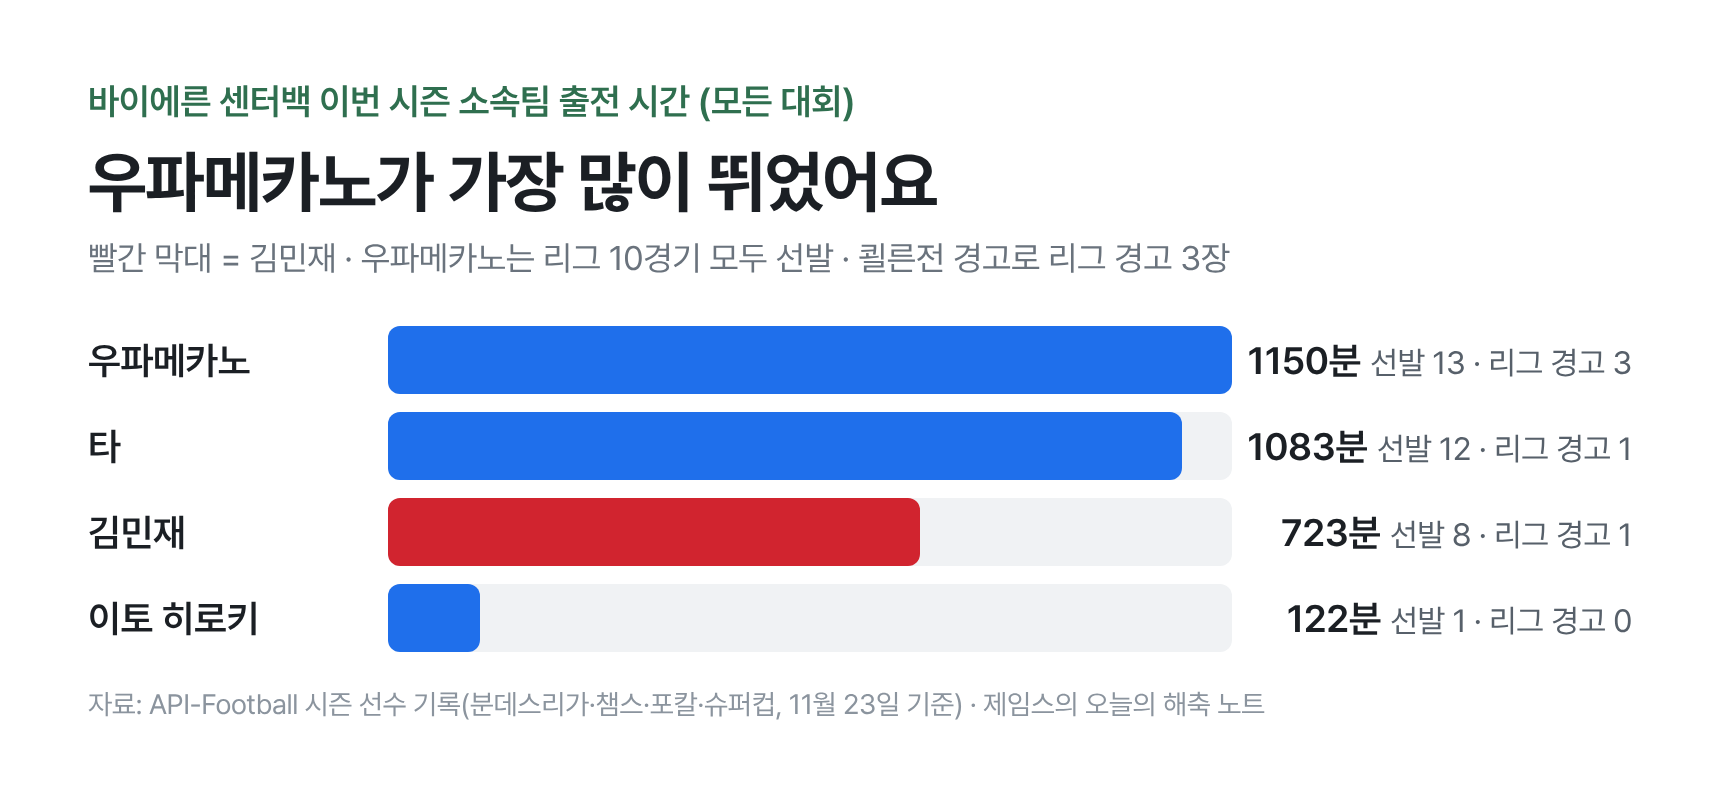 바이에른 센터백 이번 시즌 소속팀 출전 시간 (모든 대회)
우파메카노가 가장 많이 뛰었어요
빨간 막대 = 김민재 · 우파메카노는 리그 10경기 모두 선발 · 쾰른전 경고로 리그 경고 3장
우파메카노 1150분 선발 13 · 리그 경고 3
타 1083분 선발 12 · 리그 경고 1
김민재 723분 선발 8 · 리그 경고 1
이토 히로키 122분 선발 1 · 리그 경고 0
자료: API-Football 시즌 선수 기록(분데스리가·챔스·포칼·슈퍼컵, 11월 23일 기준) · 제임스의 오늘의 해축 노트